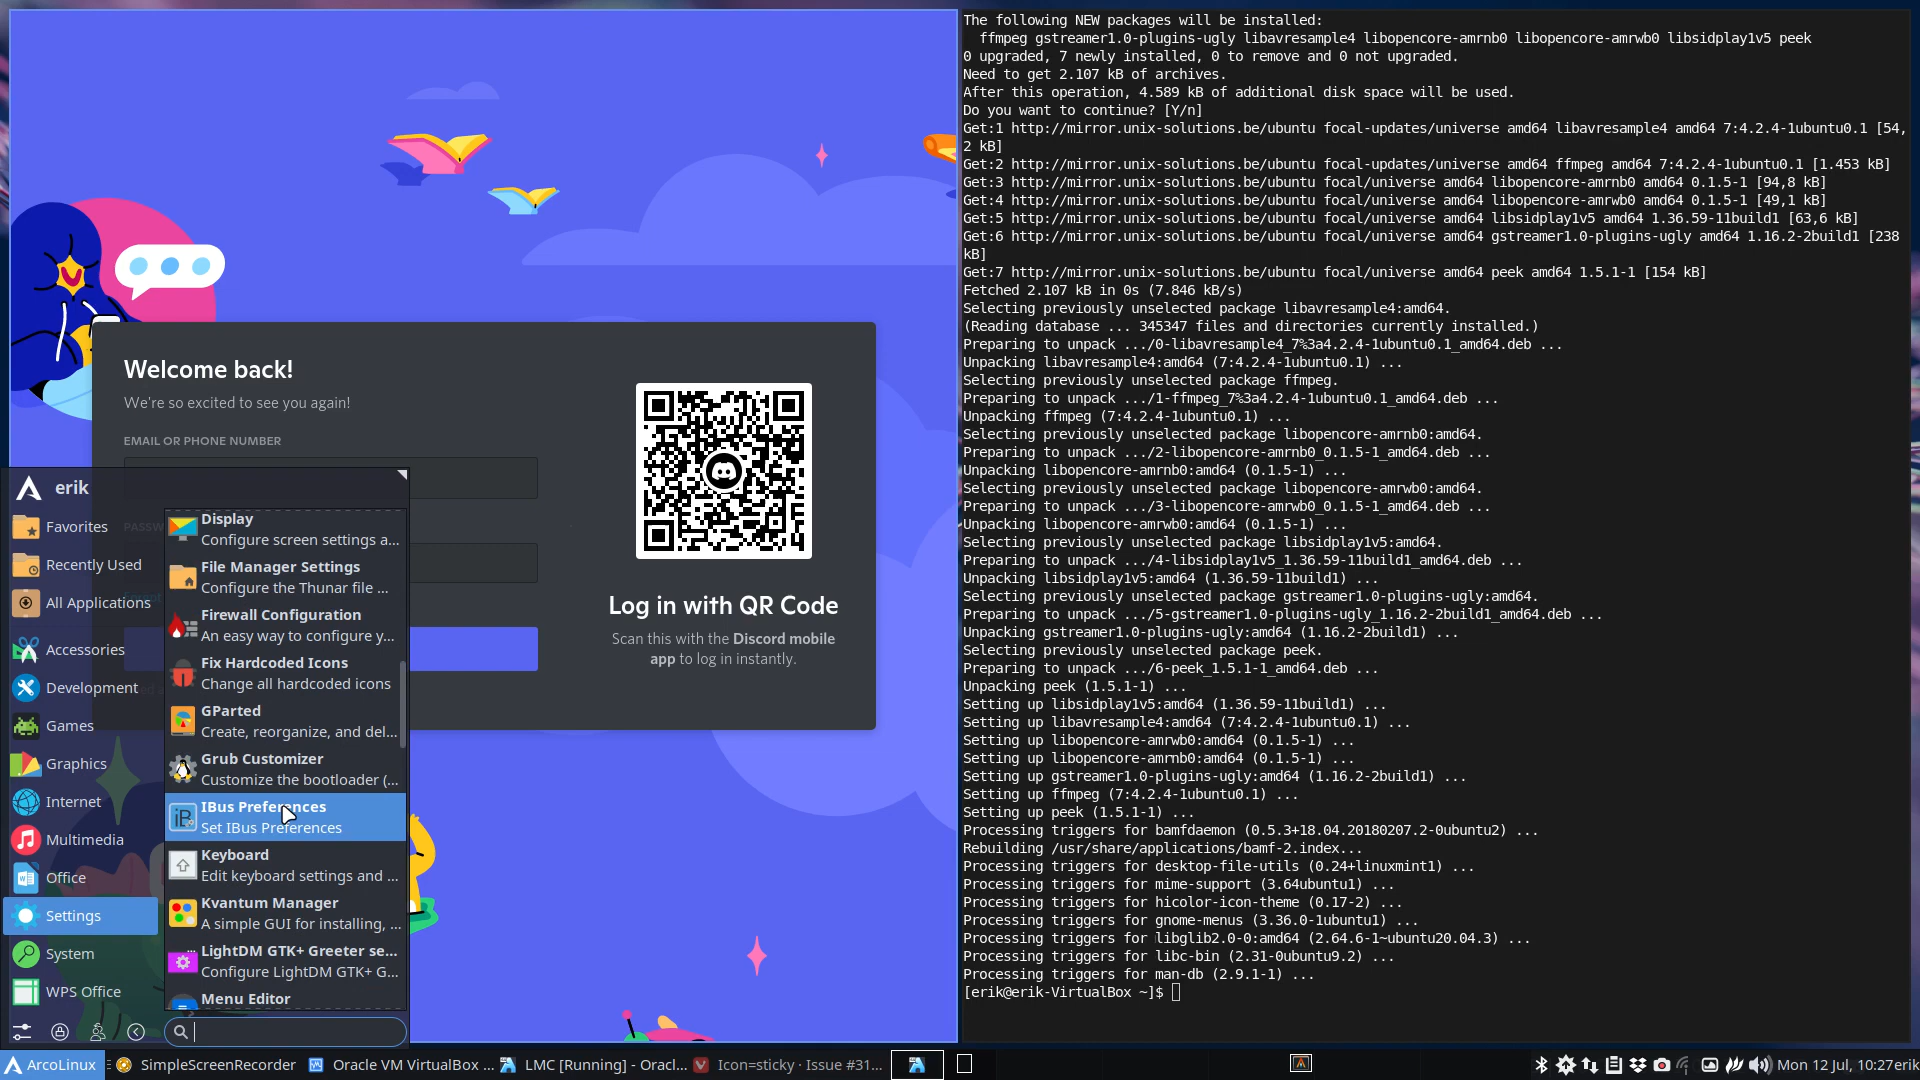 Welcome back!
We're so excited to see you again!
EMAIL OR PHONE NUMBER
Log in with QR Code
Scan this with the Discord mobile
app to log in instantly.
erik
Favorites
Recently Used
All Applications
Accessories
Development
Games
Graphics
Internet
Multimedia
Office
Settings
System
WPS Office
Display
Configure screen settings a...
File Manager Settings
Configure the Thunar file ...
Firewall Configuration
An easy way to configure y...
Fix Hardcoded Icons
Change all hardcoded icons
GParted
Create, reorganize, and del...
Grub Customizer
Customize the bootloader (...
IBus Preferences
Set IBus Preferences
Keyboard
Edit keyboard settings and ...
Kvantum Manager
A simple GUI for installing, ...
LightDM GTK+ Greeter se...
Configure LightDM GTK+ G...
Menu Editor
The following NEW packages will be installed:
ffmpeg gstreamer1.0-plugins-ugly libavresample4 libopencore-amrnb0 libopencore-amrwb0 libsidplay1v5 peek
0 upgraded, 7 newly installed, 0 to remove and 0 not upgraded.
Need to get 2.107 kB of archives.
After this operation, 4.589 kB of additional disk space will be used.
Do you want to continue? [Y/n]
Get:1 http://mirror.unix-solutions.be/ubuntu focal-updates/universe amd64 libavresample4 amd64 7:4.2.4-1ubuntu0.1 [54,
2 kB]
Get:2 http://mirror.unix-solutions.be/ubuntu focal-updates/universe amd64 ffmpeg amd64 7:4.2.4-1ubuntu0.1 [1.453 kB]
Get:3 http://mirror.unix-solutions.be/ubuntu focal/universe amd64 libopencore-amrnb0 amd64 0.1.5-1 [94,8 kB]
Get:4 http://mirror.unix-solutions.be/ubuntu focal/universe amd64 libopencore-amrwb0 amd64 0.1.5-1 [49,1 kB]
Get:5 http://mirror.unix-solutions.be/ubuntu focal/universe amd64 libsidplay1v5 amd64 1.36.59-11build1 [63,6 kB]
Get:6 http://mirror.unix-solutions.be/ubuntu focal/universe amd64 gstreamer1.0-plugins-ugly amd64 1.16.2-2build1 [238
kB]
Get:7 http://mirror.unix-solutions.be/ubuntu focal/universe amd64 peek amd64 1.5.1-1 [154 kB]
Fetched 2.107 kB in 0s (7.846 kB/s)
Selecting previously unselected package libavresample4:amd64.
(Reading database ... 345347 files and directories currently installed.)
Preparing to unpack .../0-libavresample4_7%3a4.2.4-1ubuntu0.1_amd64.deb ...
Unpacking libavresample4:amd64 (7:4.2.4-1ubuntu0.1) ...
Selecting previously unselected package ffmpeg.
Preparing to unpack .../1-ffmpeg_7%3a4.2.4-1ubuntu0.1_amd64.deb ...
Unpacking ffmpeg (7:4.2.4-1ubuntu0.1) ...
Selecting previously unselected package libopencore-amrnb0:amd64.
Preparing to unpack .../2-libopencore-amrnb0_0.1.5-1_amd64.deb ...
Unpacking libopencore-amrnb0:amd64 (0.1.5-1) ...
Selecting previously unselected package libopencore-amrwb0:amd64.
Preparing to unpack .../3-libopencore-amrwb0_0.1.5-1_amd64.deb ...
Unpacking libopencore-amrwb0:amd64 (0.1.5-1) ...
Selecting previously unselected package libsidplay1v5:amd64.
Preparing to unpack .../4-libsidplay1v5_1.36.59-11build1_amd64.deb ...
Unpacking libsidplay1v5:amd64 (1.36.59-11build1) ...
Selecting previously unselected package gstreamer1.0-plugins-ugly:amd64.
Preparing to unpack .../5-gstreamer1.0-plugins-ugly_1.16.2-2build1_amd64.deb ...
Unpacking gstreamer1.0-plugins-ugly:amd64 (1.16.2-2build1) ...
Selecting previously unselected package peek.
Preparing to unpack .../6-peek_1.5.1-1_amd64.deb ...
Unpacking peek (1.5.1-1) ...
Setting up libsidplay1v5:amd64 (1.36.59-11build1) ...
Setting up libavresample4:amd64 (7:4.2.4-1ubuntu0.1) ...
Setting up libopencore-amrwb0:amd64 (0.1.5-1) ...
Setting up libopencore-amrnb0:amd64 (0.1.5-1) ...
Setting up gstreamer1.0-plugins-ugly:amd64 (1.16.2-2build1) ...
Setting up ffmpeg (7:4.2.4-1ubuntu0.1) ...
Setting up peek (1.5.1-1) ...
Processing triggers for bamfdaemon (0.5.3+18.04.20180207.2-0ubuntu2) ...
Rebuilding /usr/share/applications/bamf-2.index...
Processing triggers for desktop-file-utils (0.24+linuxmint1) ...
Processing triggers for mime-support (3.64ubuntu1) ...
Processing triggers for hicolor-icon-theme (0.17-2) ...
Processing triggers for gnome-menus (3.36.0-1ubuntu1) ...
Processing triggers for libglib2.0-0:amd64 (2.64.6-1~ubuntu20.04.3) ...
Processing triggers for libc-bin (2.31-0ubuntu9.2) ...
Processing triggers for man-db (2.9.1-1) ...
[erik@erik-VirtualBox ~]$
ArcoLinux
SimpleScreenRecorder
Oracle VM VirtualBox ...
LMC [Running] - Oracl...
Icon=sticky · Issue #31...
Mon 12 Jul, 10:27
erik